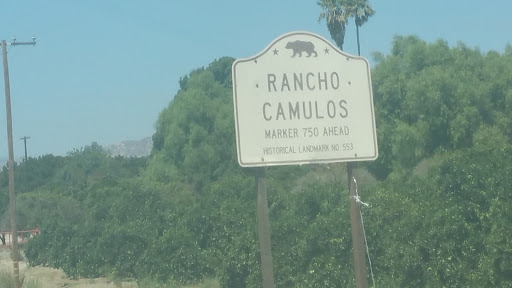 RANCHO
CAMULOS
MARKER 750 AHEAD
HISTORICAL LANDMARK NO. 553